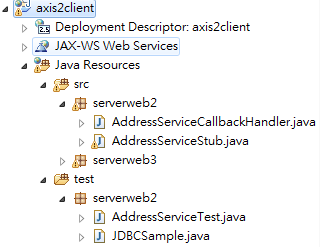 axis2client
Deployment Descriptor: axis2client
JAX-WS Web Services
Java Resources
src
serverweb2
AddressServiceCallbackHandler.java
AddressServiceStub.java
serverweb3
test
serverweb2
AddressServiceTest.java
JDBCSample.java